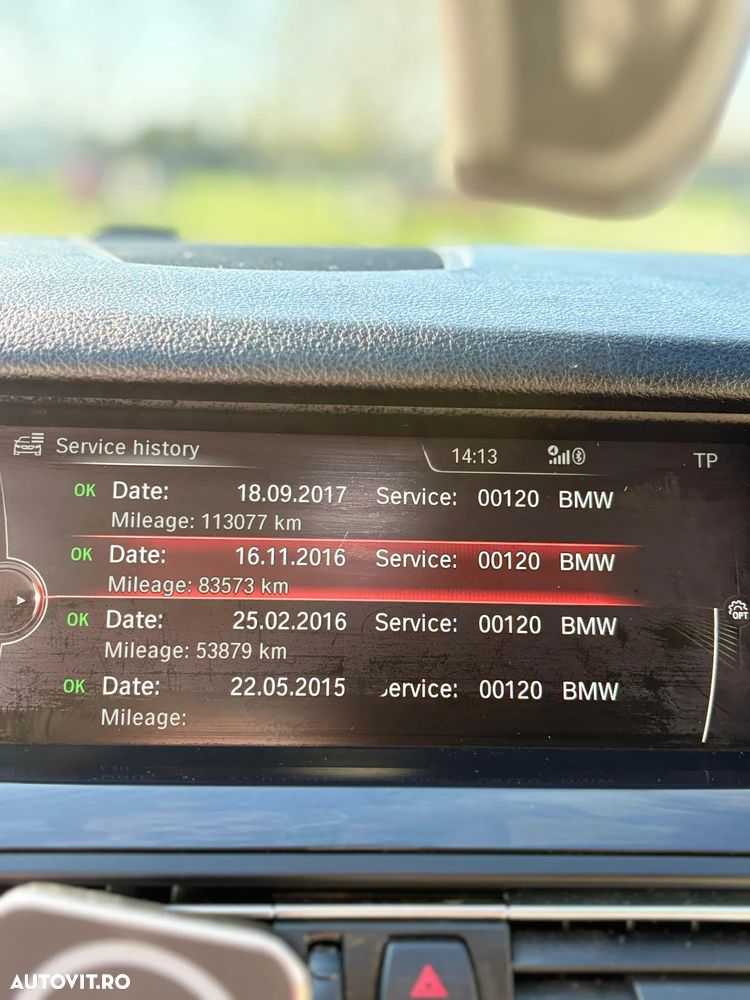 Service history 14:13 TP
OK Date: 18.09.2017 Service: 00120 BMW
Mileage: 113077 km
OK Date: 16.11.2016 Service: 00120 BMW
Mileage: 83573 km
OK Date: 25.02.2016 Service: 00120 BMW
Mileage: 53879 km
OPT
OK Date: 22.05.2015 Service: 00120 BMW
Mileage:
AUTOVIT.RO